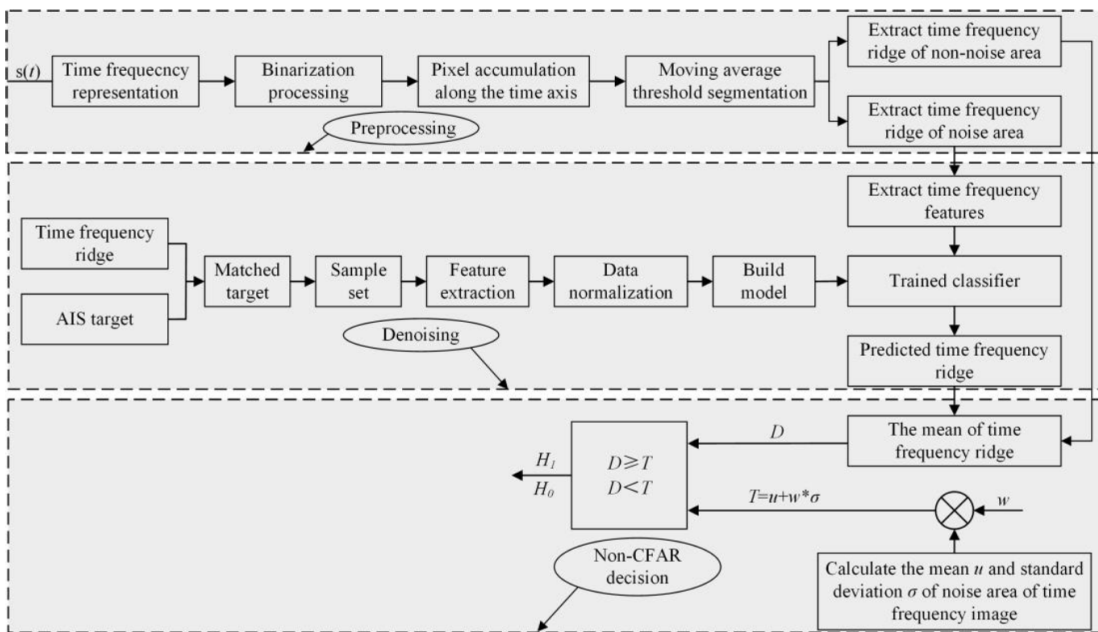 s(t)
Time frequecncy
representation
Binarization
processing
Pixel accumulation
along the time axis
Moving average
threshold segmentation
Extract time frequency
ridge of non-noise area
Extract time frequency
ridge of noise area
Preprocessing
Extract time frequency
features
Time frequency
ridge
AIS target
Matched
target
Sample
set
Feature
extraction
Data
normalization
Build
model
Trained classifier
Denoising
Predicted time frequency
ridge
The mean of time
frequency ridge
D
D≥T
D<T
H₁
H₀
T=u+w*σ
w
Non-CFAR
decision
Calculate the mean u and standard
deviation σ of noise area of time
frequency image